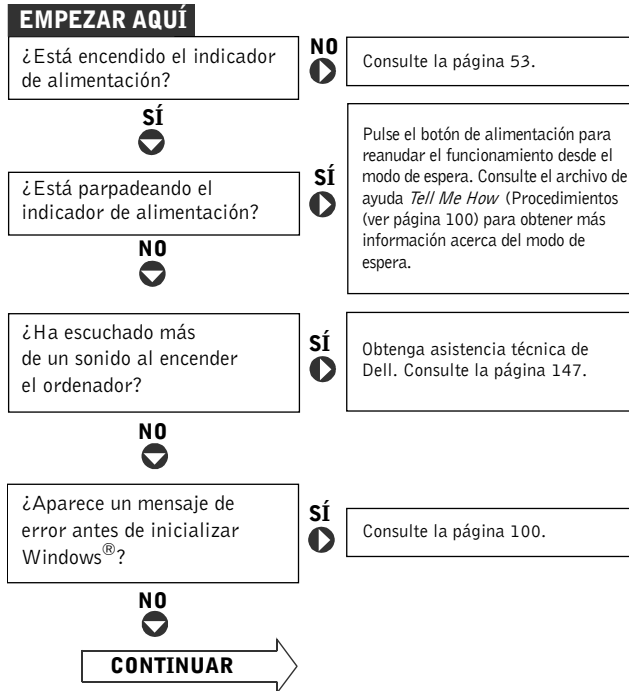 EMPEZAR AQUÍ
¿Está encendido el indicador
de alimentación?
NO
Consulte la página 53.
SÍ
¿Está parpadeando el
indicador de alimentación?
SÍ
Pulse el botón de alimentación para
reanudar el funcionamiento desde el
modo de espera. Consulte el archivo de
ayuda Tell Me How (Procedimientos
(ver página 100) para obtener más
información acerca del modo de
espera.
NO
¿Ha escuchado más
de un sonido al encender
el ordenador?
SÍ
Obtenga asistencia técnica de
Dell. Consulte la página 147.
NO
¿Aparece un mensaje de
error antes de inicializar
Windows®?
SÍ
Consulte la página 100.
NO
CONTINUAR